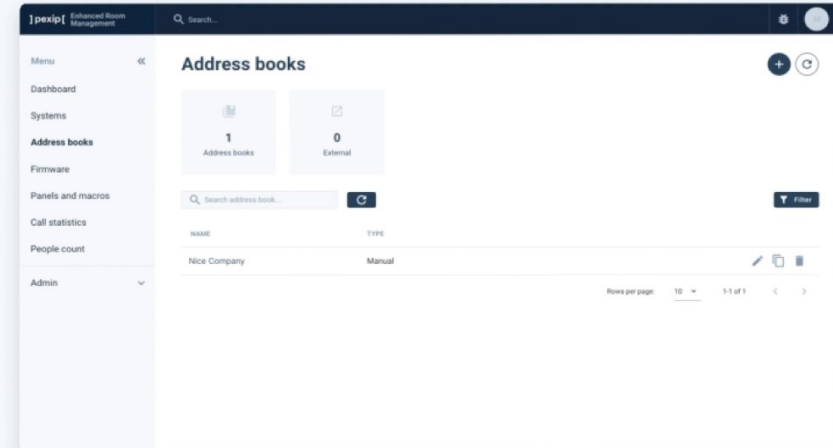 ]pexip[ Enhanced Room Management
Search...
Menu
Dashboard
Systems
Address books
Firmware
Panels and macros
Call statistics
People count
Admin
Address books
1
Address books
0
External
Search address book...
Filter
NAME TYPE
Nice Company Manual
Rows per page: 10 1-1 of 1